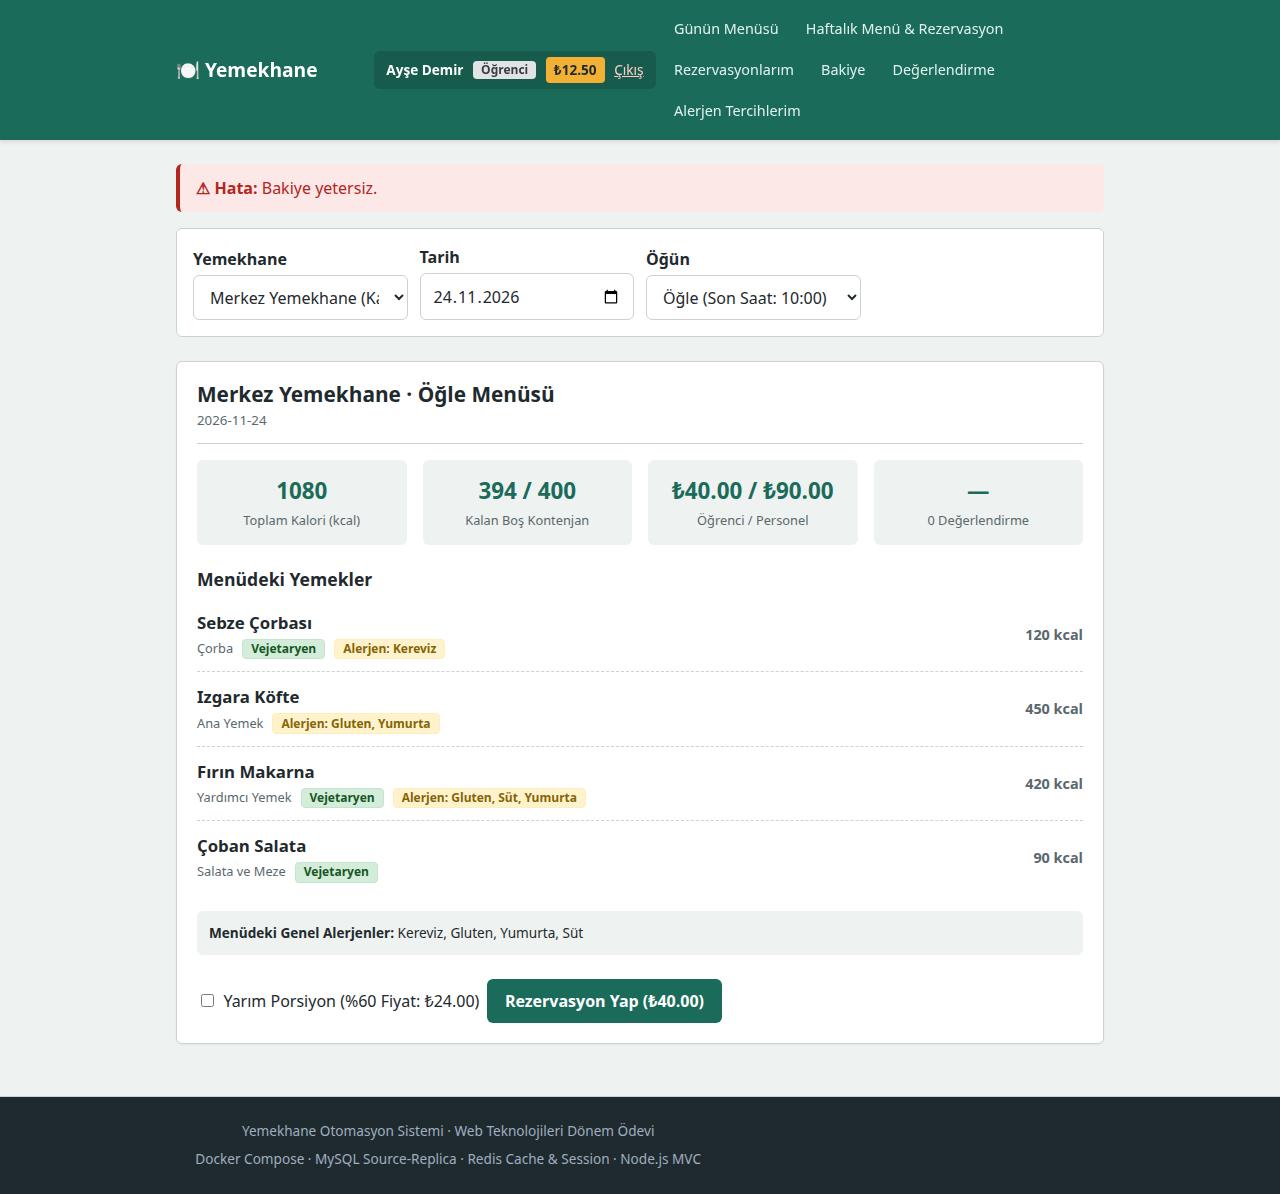 Yemekhane
Ayşe Demir Öğrenci ₺12.50 Çıkış
Günün Menüsü Haftalık Menü & Rezervasyon
Rezervasyonlarım Bakiye Değerlendirme
Alerjen Tercihlerim
⚠ Hata: Bakiye yetersiz.
Yemekhane Tarih Öğün
Merkez Yemekhane (Ka 24.11.2026 Öğle (Son Saat: 10:00)
Merkez Yemekhane · Öğle Menüsü
2026-11-24
1080 394 / 400 ₺40.00 / ₺90.00 —
Toplam Kalori (kcal) Kalan Boş Kontenjan Öğrenci / Personel 0 Değerlendirme
Menüdeki Yemekler
Sebze Çorbası
120 kcal
Çorba Vejetaryen Alerjen: Kereviz
Izgara Köfte
450 kcal
Ana Yemek Alerjen: Gluten, Yumurta
Fırın Makarna
420 kcal
Yardımcı Yemek Vejetaryen Alerjen: Gluten, Süt, Yumurta
Çoban Salata
90 kcal
Salata ve Meze Vejetaryen
Menüdeki Genel Alerjenler: Kereviz, Gluten, Yumurta, Süt
Yarım Porsiyon (%60 Fiyat: ₺24.00) Rezervasyon Yap (₺40.00)
Yemekhane Otomasyon Sistemi · Web Teknolojileri Dönem Ödevi
Docker Compose · MySQL Source-Replica · Redis Cache & Session · Node.js MVC